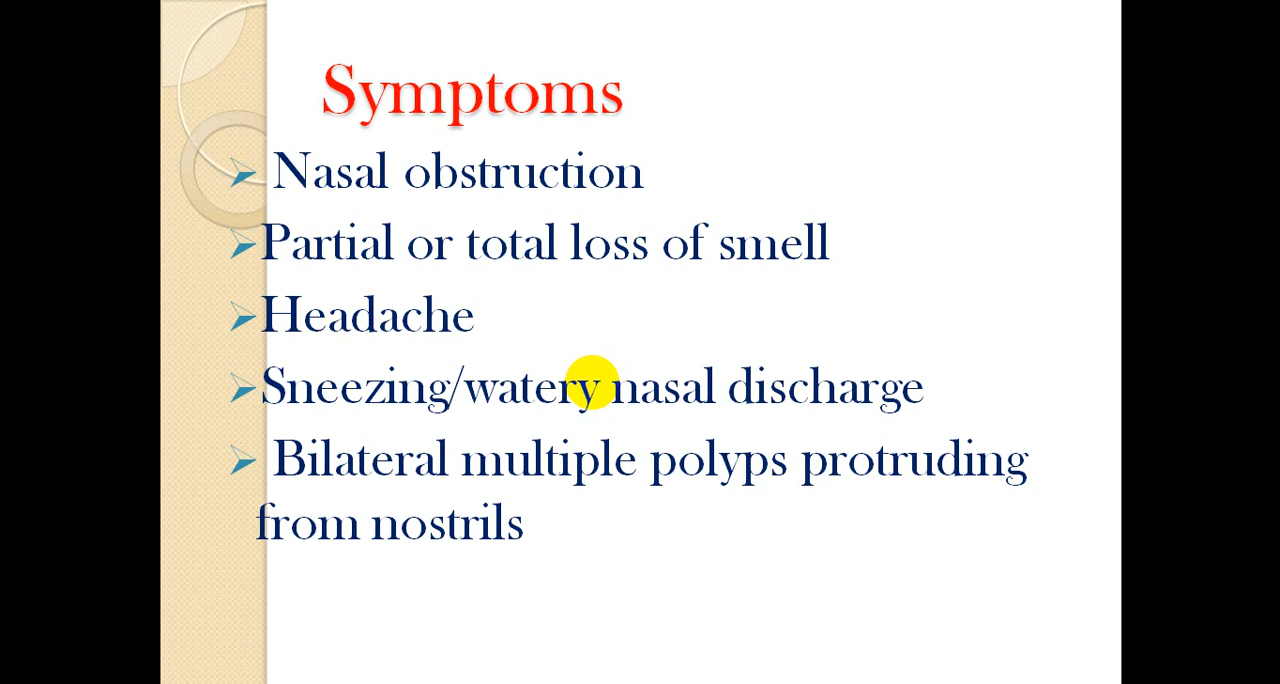 Symptoms
Nasal obstruction
Partial or total loss of smell
Headache
Sneezing/watery nasal discharge
Bilateral multiple polyps protruding
from nostrils